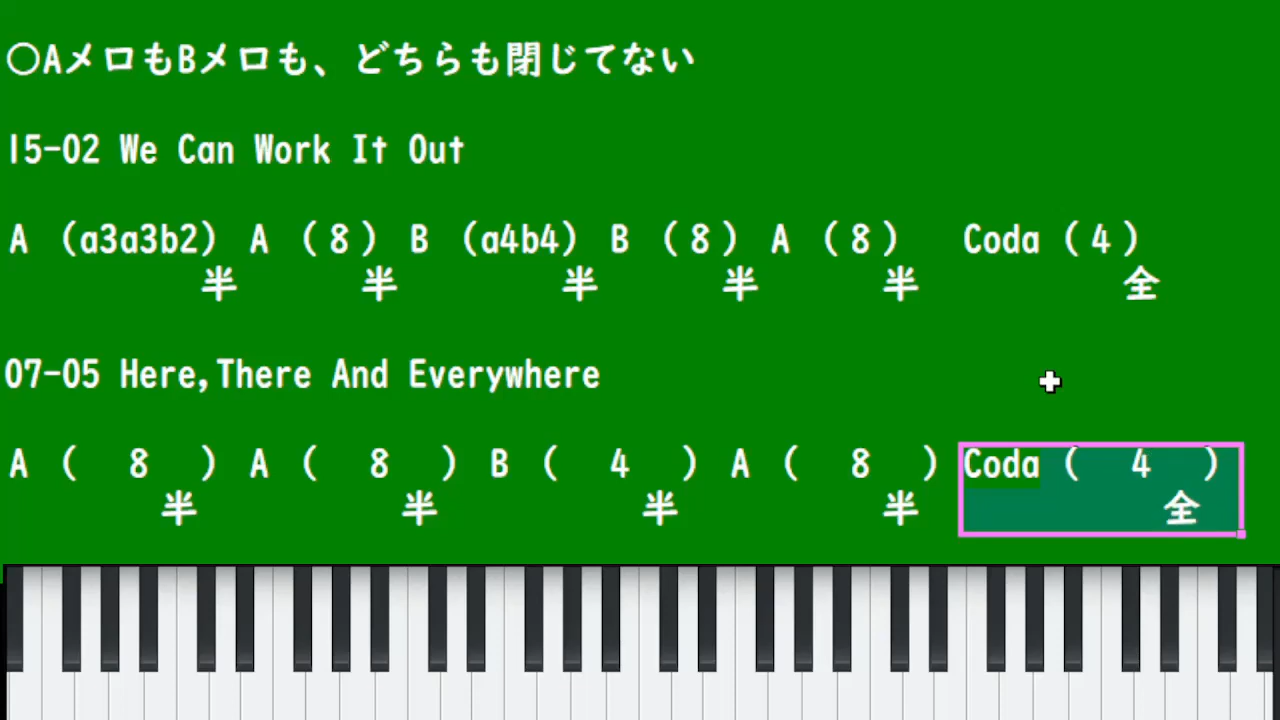 ○AメロもBメロも、どちらも閉じてない
15-02 We Can Work It Out
A (a3a3b2) A (8) B (a4b4) B (8) A (8) Coda (4)
半 半 半 半 半 全
07-05 Here,There And Everywhere
A ( 8 ) A ( 8 ) B ( 4 ) A ( 8 ) Coda ( 4 )
半 半 半 半 全